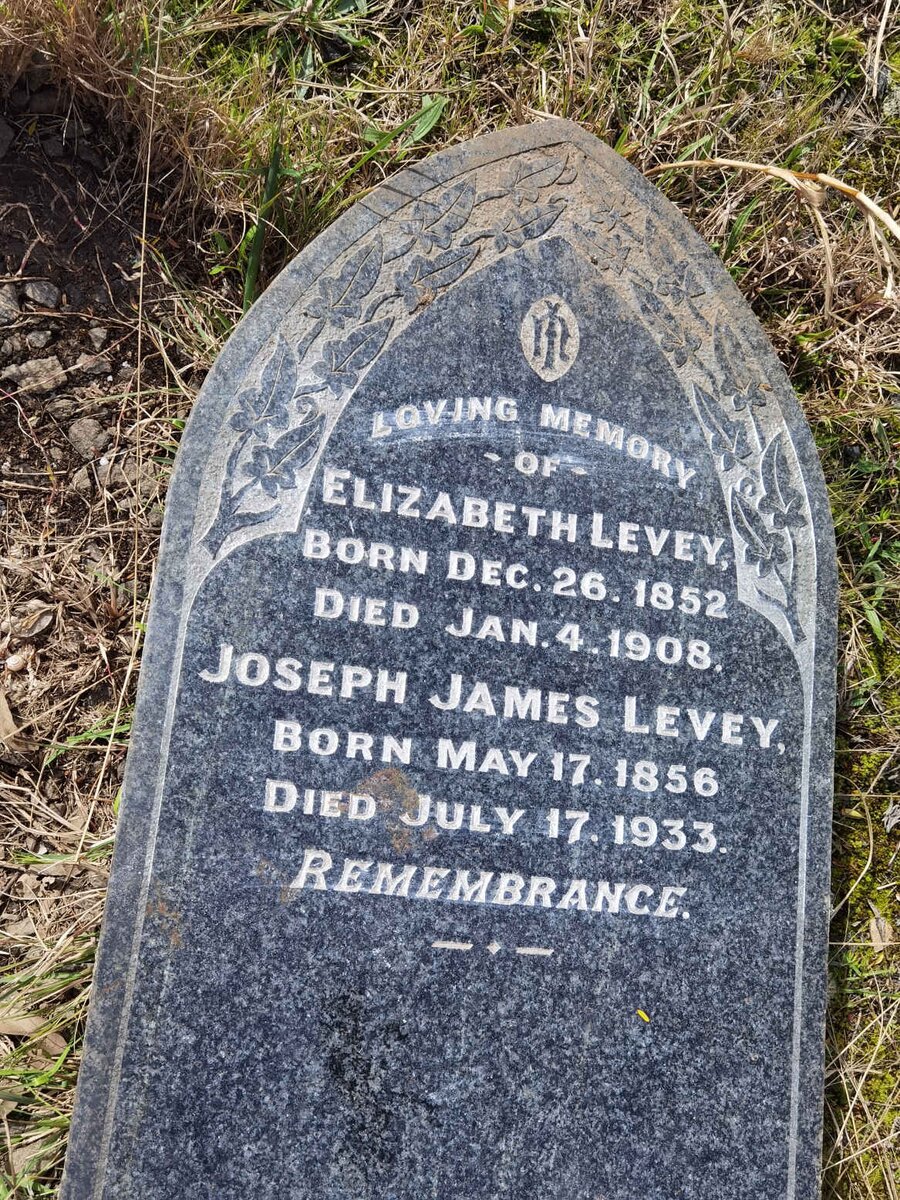 IN
LOVING MEMORY
- OF -
ELIZABETH LEVEY,
BORN DEC. 26. 1852
DIED JAN. 4. 1908.
JOSEPH JAMES LEVEY,
BORN MAY 17. 1856
DIED JULY 17. 1933.
REMEMBRANCE.